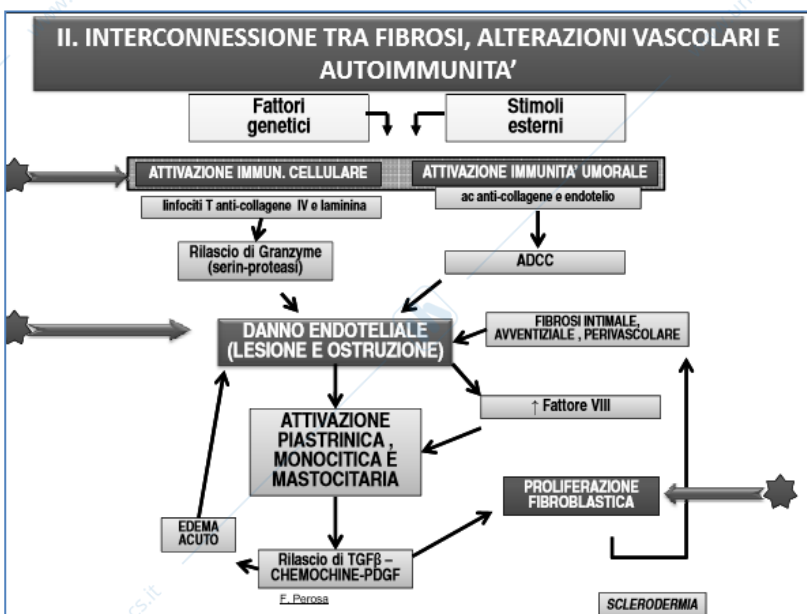 II. INTERCONNESSIONE TRA FIBROSI, ALTERAZIONI VASCOLARI E
AUTOIMMUNITA'
Fattori
genetici
Stimoli
esterni
ATTIVAZIONE IMMUN. CELLULARE
ATTIVAZIONE IMMUNITA' UMORALE
linfociti T anti-collagene IV e laminina
ac anti-collagene e endotelio
Rilascio di Granzyme
(serin-proteasi)
ADCC
DANNO ENDOTELIALE
(LESIONE E OSTRUZIONE)
FIBROSI INTIMALE,
AVVENTIZIALE , PERIVASCOLARE
↑ Fattore VIII
ATTIVAZIONE
PIASTRINICA ,
MONOCITICA E
MASTOCITARIA
PROLIFERAZIONE
FIBROBLASTICA
EDEMA
ACUTO
Rilascio di TGFβ –
CHEMOCHINE-PDGF
F. Perosa
SCLERODERMIA